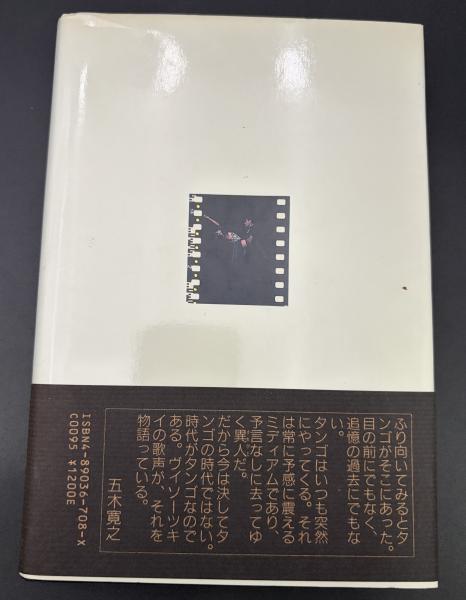 ふり向いてみるとタ
ンゴがそこにあった。
目の前にでもなく、
追憶の過去にでもな
い。
タンゴはいつも突然
にやってくる。それ
は常に予感に震える
ミディアムであり、
予言なしに去ってゆ
く異人だ。
だから今は決してタ
ンゴの時代ではない。
時代がタンゴなので
ある。ヴィソーツキ
イの歌声が、それを
物語っている。
五木寛之
ISBN4-89036-708-X
C0095 ¥1200E